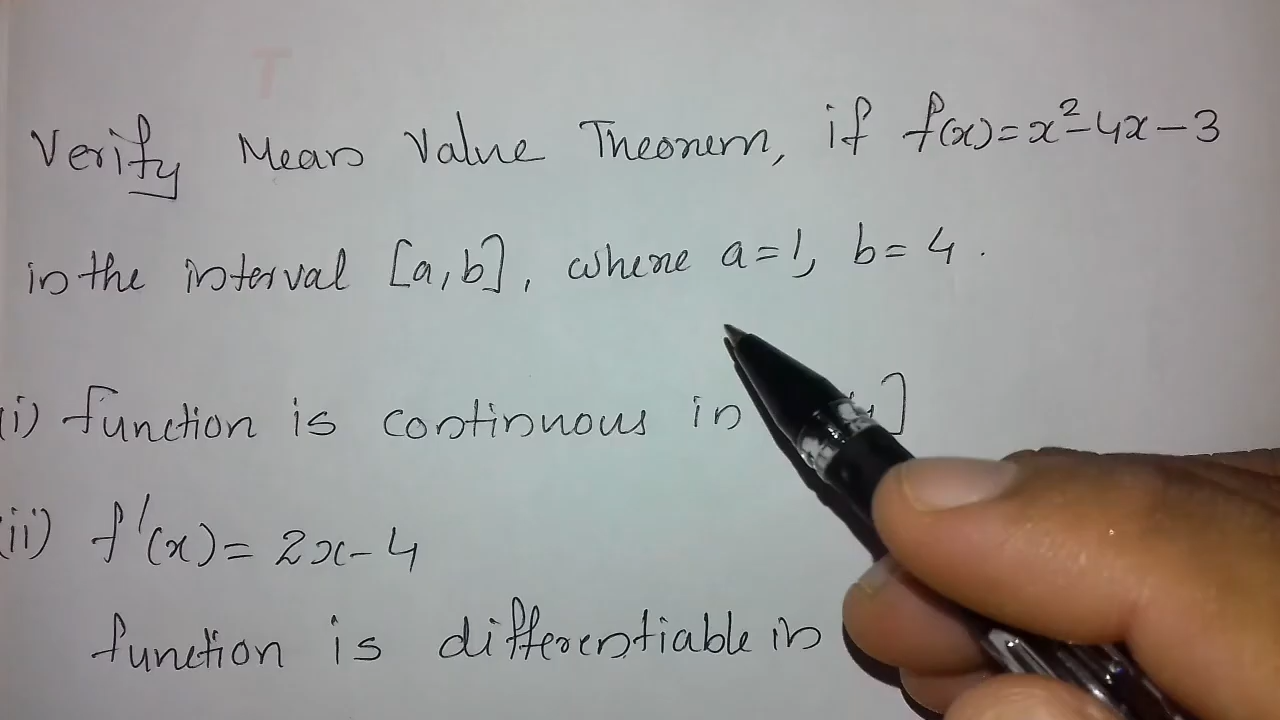 Verify Mean Value Theorem, if f(x)=x²-4x-3
in the interval [a,b], where a=1, b=4.
(i) function is continuous in ]
(ii) f'(x)=2x-4
function is differentiable in